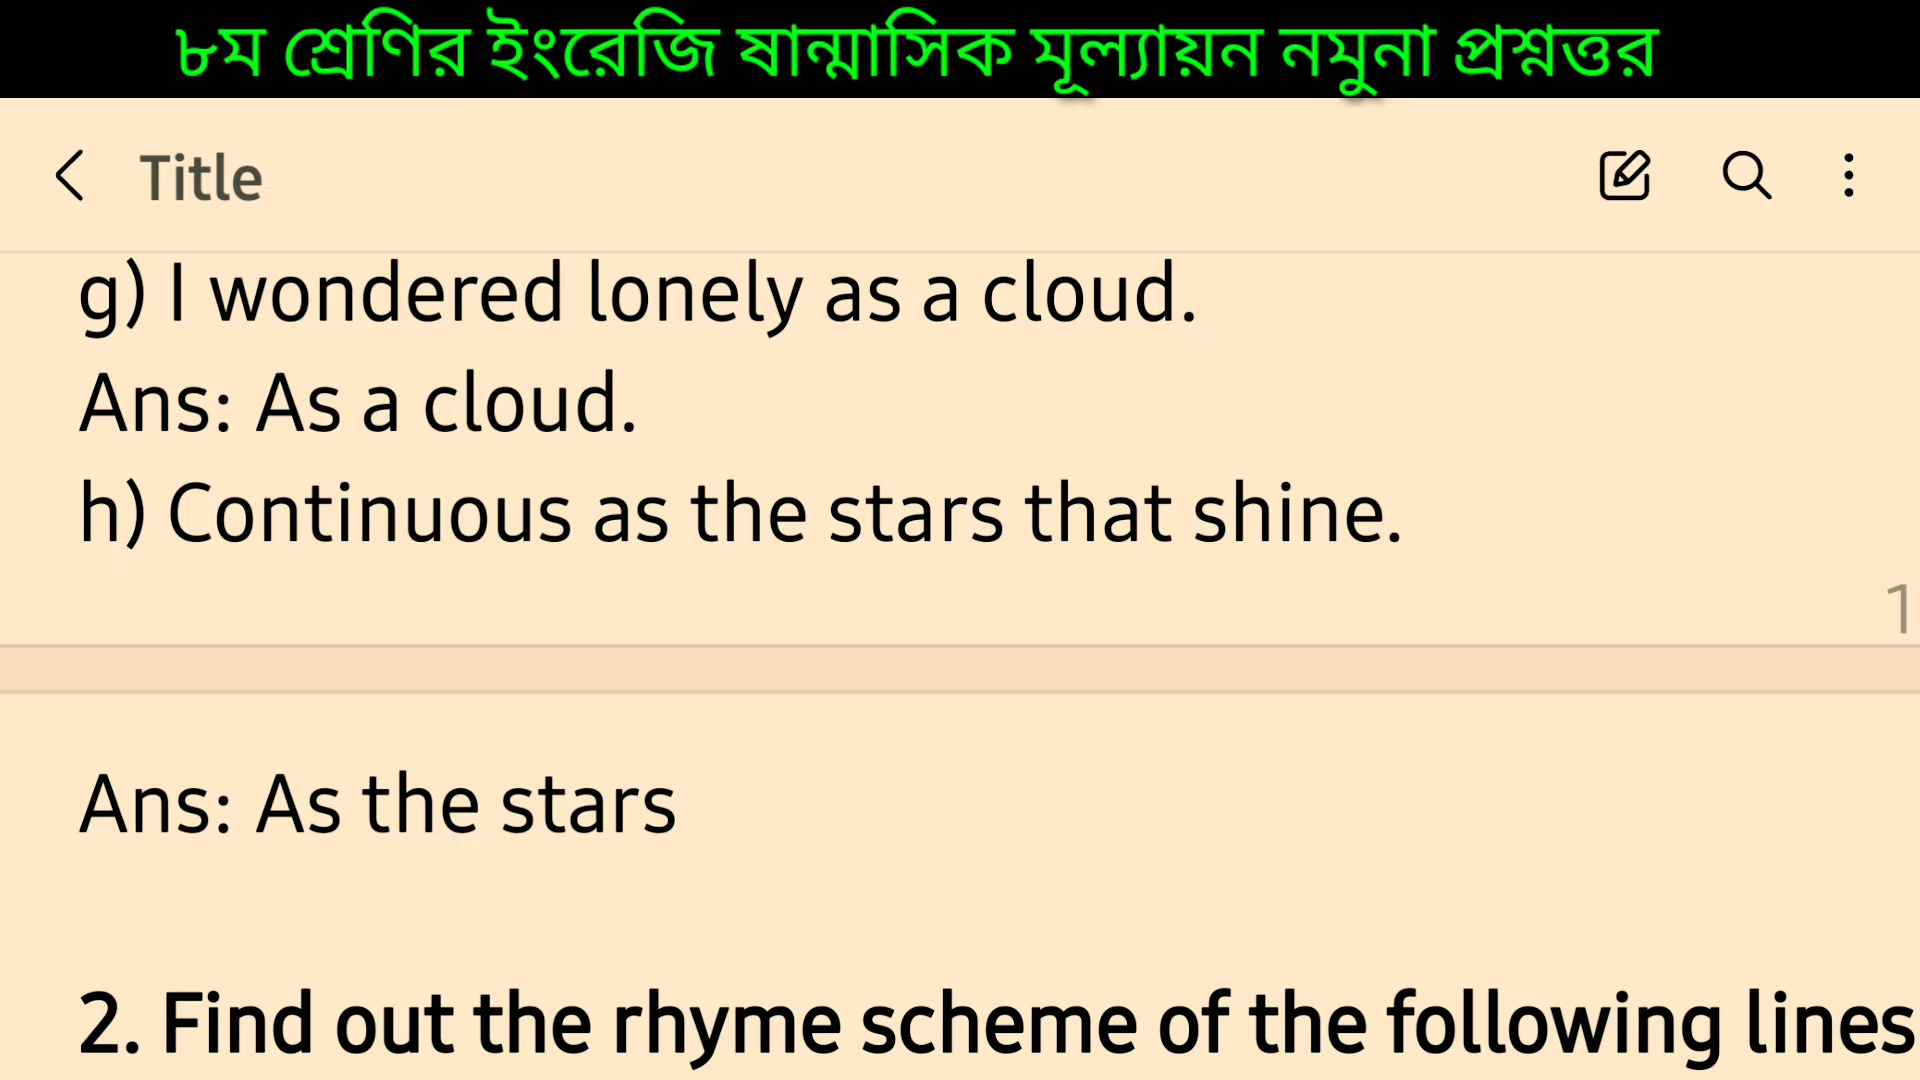 ৮ম শ্রেণির ইংরেজি ষান্মাসিক মূল্যায়ন নমুনা প্রশ্নত্তর
Title
g) I wondered lonely as a cloud.
Ans: As a cloud.
h) Continuous as the stars that shine.
1
Ans: As the stars
2. Find out the rhyme scheme of the following lines